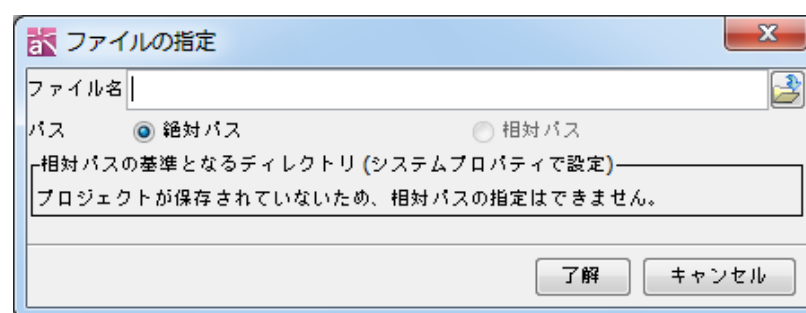 ファイルの指定
ファイル名
パス 絶対パス 相対パス
相対パスの基準となるディレクトリ (システムプロパティで設定)
プロジェクトが保存されていないため、相対パスの指定はできません。
了解 キャンセル